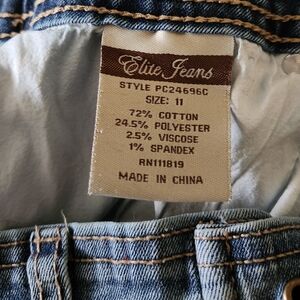 Elite Jeans
STYLE PC24696C
SIZE: 11
72% COTTON
24.5% POLYESTER
2.5% VISCOSE
1% SPANDEX
RN111819
MADE IN CHINA